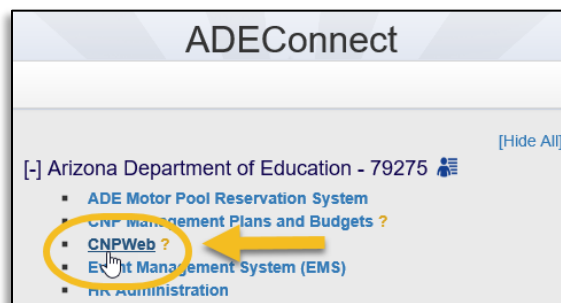 ADEConnect
[Hide All]
[-] Arizona Department of Education - 79275
ADE Motor Pool Reservation System
CNP Management Plans and Budgets ?
CNPWeb ?
Event Management System (EMS)
HR Administration